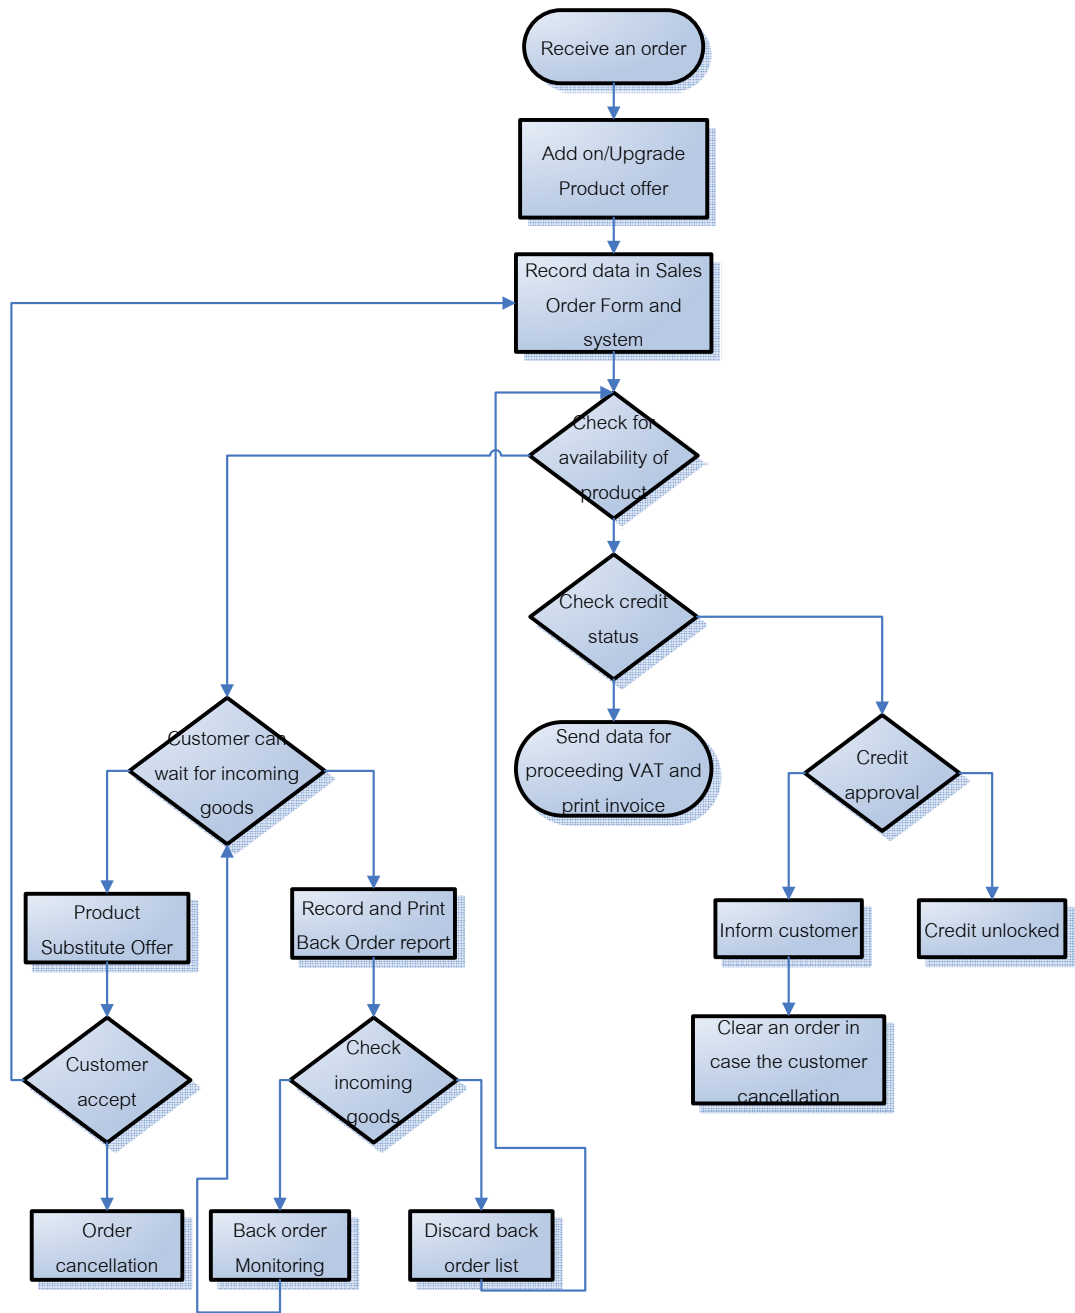 Receive an order
Add on/Upgrade
Product offer
Record data in Sales
Order Form and
system
Check for
availability of
product
Check credit
status
Send data for
proceeding VAT and
print invoice
Customer can
wait for incoming
goods
Credit
approval
Product
Substitute Offer
Record and Print
Back Order report
Inform customer
Credit unlocked
Customer
accept
Check
incoming
goods
Clear an order in
case the customer
cancellation
Order
cancellation
Back order
Monitoring
Discard back
order list